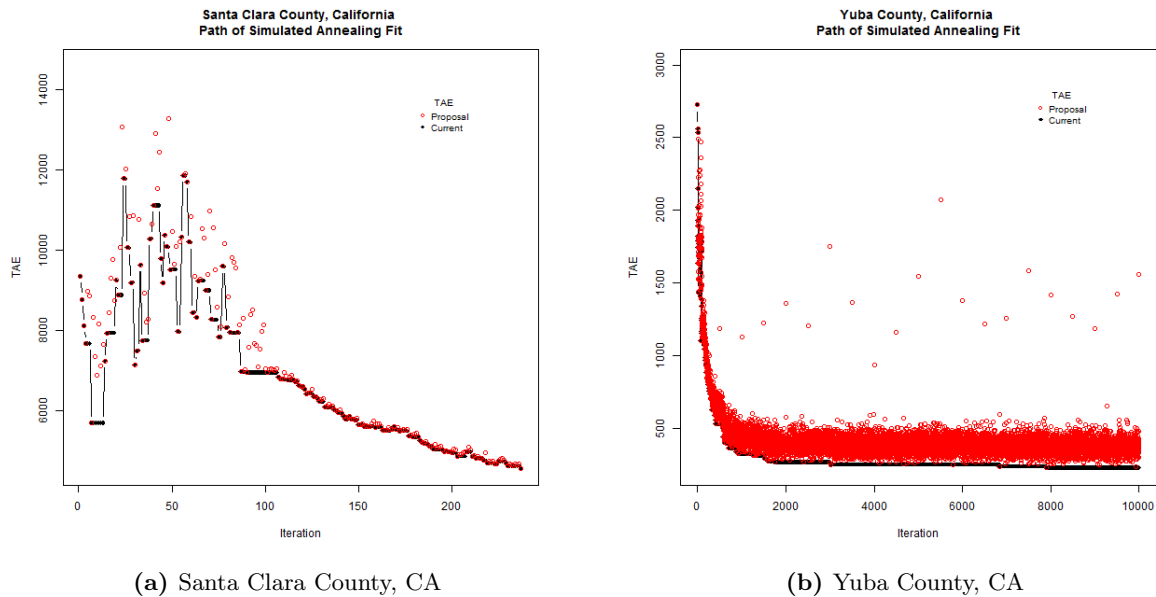 Santa Clara County, California
Path of Simulated Annealing Fit
TAE
14000
12000
10000
8000
6000
TAE
Proposal
Current
0
50
100
150
200
Iteration
(a) Santa Clara County, CA
Yuba County, California
Path of Simulated Annealing Fit
TAE
3000
2500
2000
1500
1000
500
TAE
Proposal
Current
0
2000
4000
6000
8000
10000
Iteration
(b) Yuba County, CA